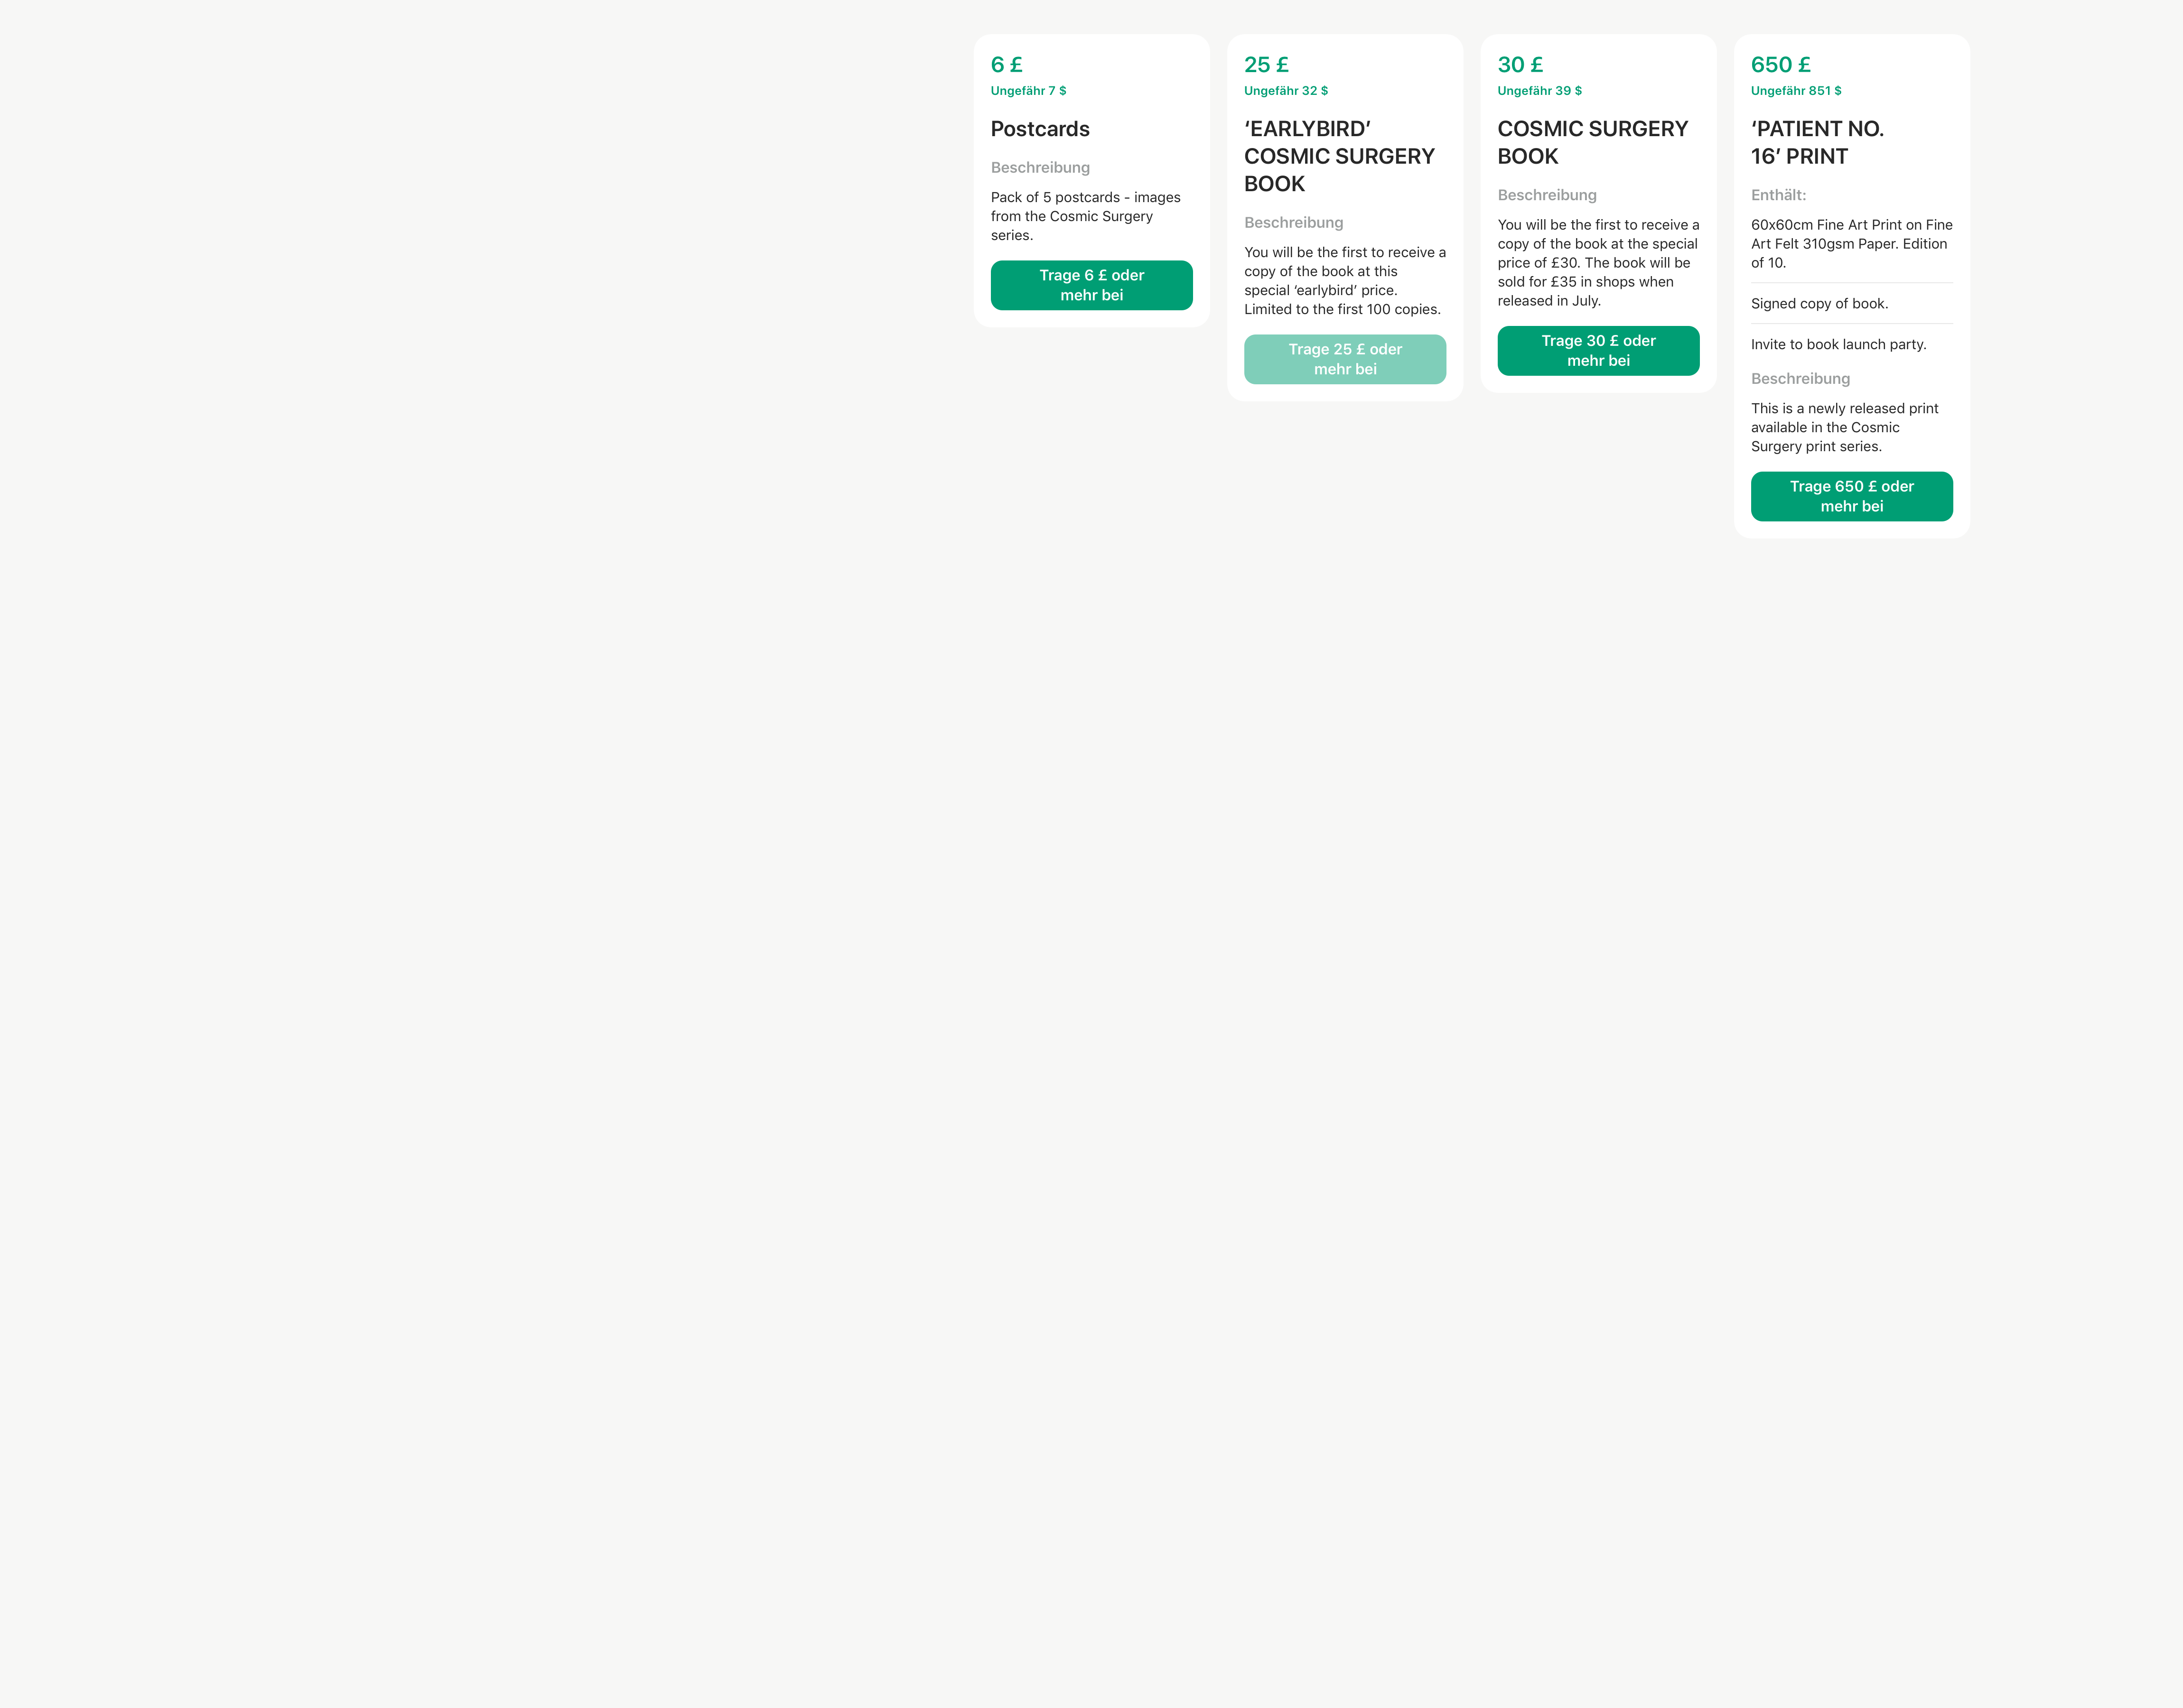 6 £
Ungefähr 7 $
Postcards
Beschreibung
Pack of 5 postcards - images
from the Cosmic Surgery
series.
Trage 6 £ oder
mehr bei
25 £
Ungefähr 32 $
‘EARLYBIRD’
COSMIC SURGERY
BOOK
Beschreibung
You will be the first to receive a
copy of the book at this
special ‘earlybird’ price.
Limited to the first 100 copies.
Trage 25 £ oder
mehr bei
30 £
Ungefähr 39 $
COSMIC SURGERY
BOOK
Beschreibung
You will be the first to receive a
copy of the book at the special
price of £30. The book will be
sold for £35 in shops when
released in July.
Trage 30 £ oder
mehr bei
650 £
Ungefähr 851 $
‘PATIENT NO.
16’ PRINT
Enthält:
60x60cm Fine Art Print on Fine
Art Felt 310gsm Paper. Edition
of 10.
Signed copy of book.
Invite to book launch party.
Beschreibung
This is a newly released print
available in the Cosmic
Surgery print series.
Trage 650 £ oder
mehr bei